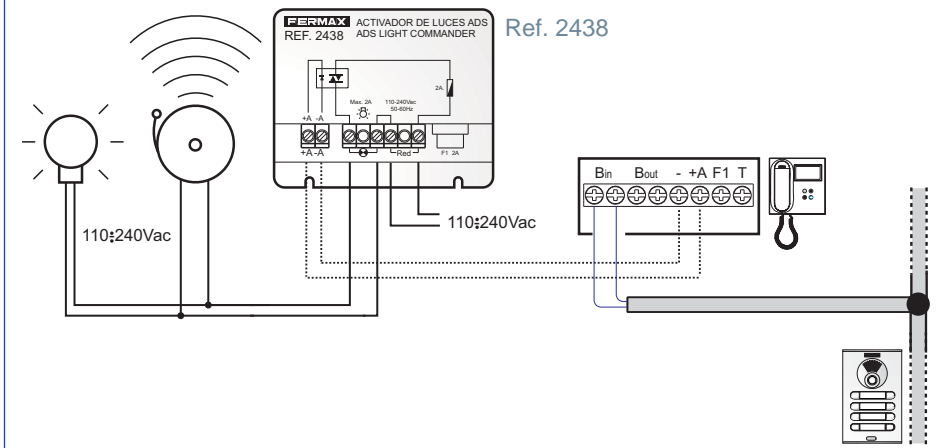 FERMAX ACTIVADOR DE LUCES ADS
REF. 2438 ADS LIGHT COMMANDER
Ref. 2438
2A.
Max. 2A 110-240Vac
50-60Hz
+A -A
+A -A Red F1 2A
110÷240Vac
110÷240Vac
Bin Bout - +A F1 T